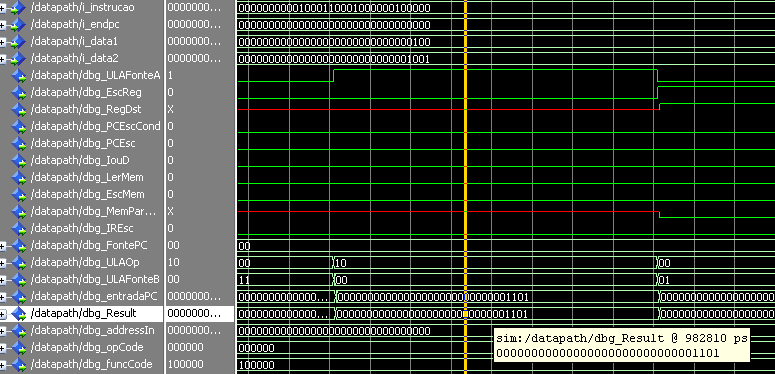 /datapath/i_instrucao 0000000... 00000000001000110001000000100000
/datapath/i_endpc 0000000... 00000000000000000000000000000000
/datapath/i_data1 0000000... 00000000000000000000000000000100
/datapath/i_data2 0000000... 00000000000000000000000000001001
/datapath/dbg_ULAFonteA 1
/datapath/dbg_EscReg 0
/datapath/dbg_RegDst X
/datapath/dbg_PCEscCond 0
/datapath/dbg_PCEsc 0
/datapath/dbg_IouD 0
/datapath/dbg_LerMem 0
/datapath/dbg_EscMem 0
/datapath/dbg_MemPar... X
/datapath/dbg_IREsc 0
/datapath/dbg_FontePC 00 00
/datapath/dbg_ULAOp 10 00 10 00
/datapath/dbg_ULAFonteB 00 11 00 01
/datapath/dbg_entradaPC 0000000... 0000000000000... 00000000000000000000000000001101 0000000000000000000
/datapath/dbg_Result 0000000... 0000000000000... 00000000000000000000000000001101 0000000000000000000
/datapath/dbg_addressIn 0000000... 00000000000000000000000000000000
sim:/datapath/dbg_Result @ 982810 ps
00000000000000000000000000001101
/datapath/dbg_opCode 000000 000000
/datapath/dbg_funcCode 100000 100000